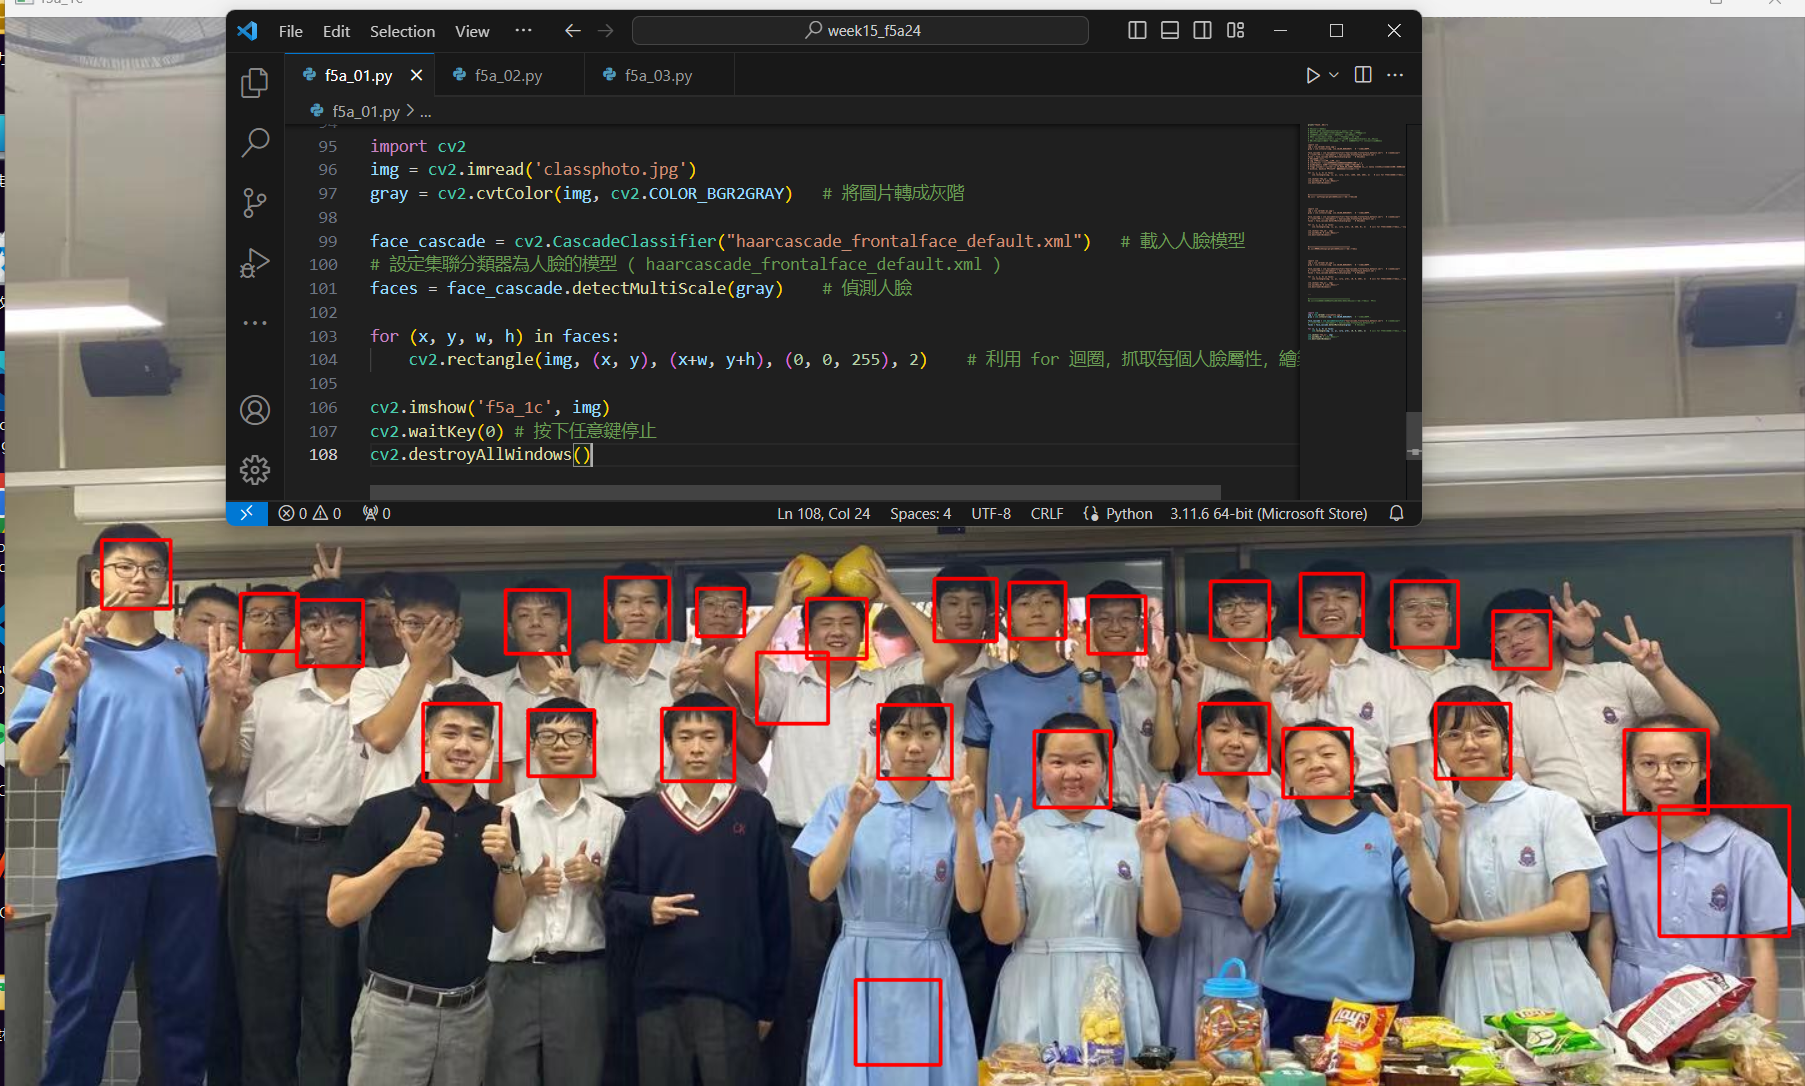 f5a_1c
File Edit Selection View ··· week15_f5a24
f5a_01.py f5a_02.py f5a_03.py
f5a_01.py > ...
94
95 import cv2
96 img = cv2.imread('classphoto.jpg')
97 gray = cv2.cvtColor(img, cv2.COLOR_BGR2GRAY)   # 將圖片轉成灰階
98
99 face_cascade = cv2.CascadeClassifier("haarcascade_frontalface_default.xml")   # 載入人臉模型
100 # 設定集聯分類器為人臉的模型 ( haarcascade_frontalface_default.xml )
101 faces = face_cascade.detectMultiScale(gray)    # 偵測人臉
102
103 for (x, y, w, h) in faces:
104     cv2.rectangle(img, (x, y), (x+w, y+h), (0, 0, 255), 2)    # 利用 for 迴圈，抓取每個人臉屬性，繪
105
106 cv2.imshow('f5a_1c', img)
107 cv2.waitKey(0) # 按下任意鍵停止
108 cv2.destroyAllWindows()
0 0 0 Ln 108, Col 24 Spaces: 4 UTF-8 CRLF Python 3.11.6 64-bit (Microsoft Store)
CK
Lay's